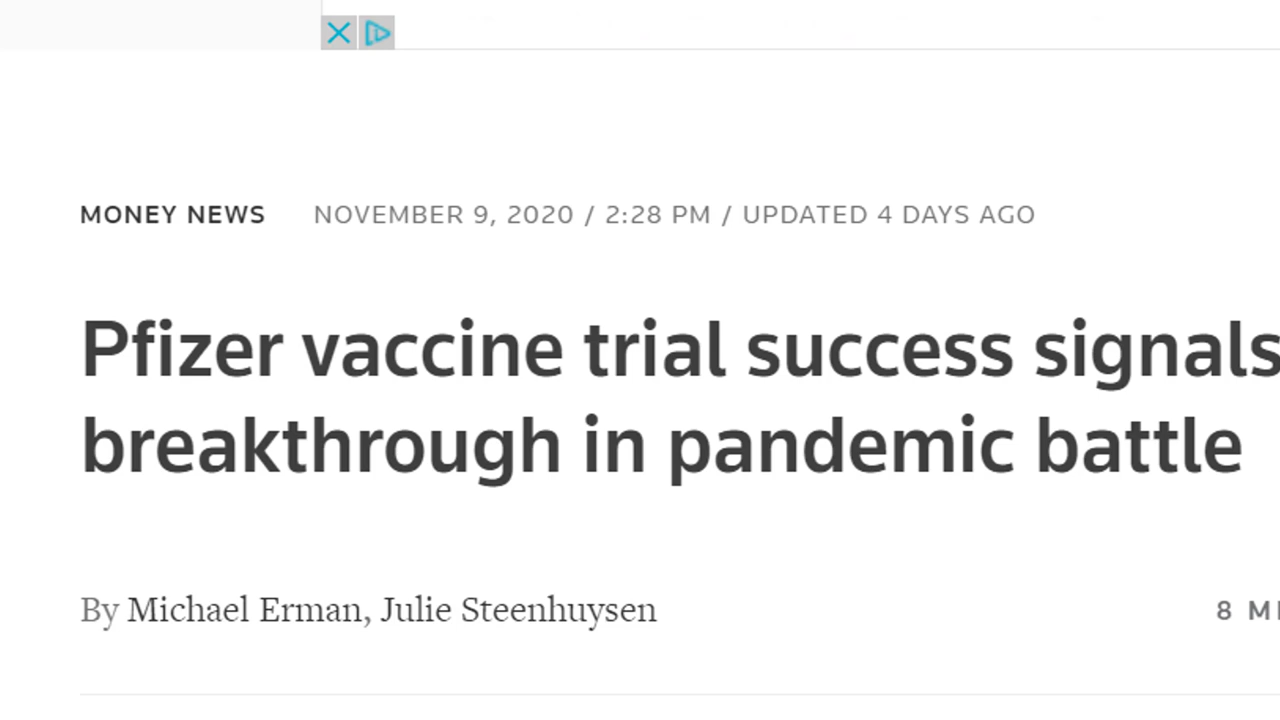 MONEY NEWS NOVEMBER 9, 2020 / 2:28 PM / UPDATED 4 DAYS AGO
Pfizer vaccine trial success signals
breakthrough in pandemic battle
By Michael Erman, Julie Steenhuysen 8